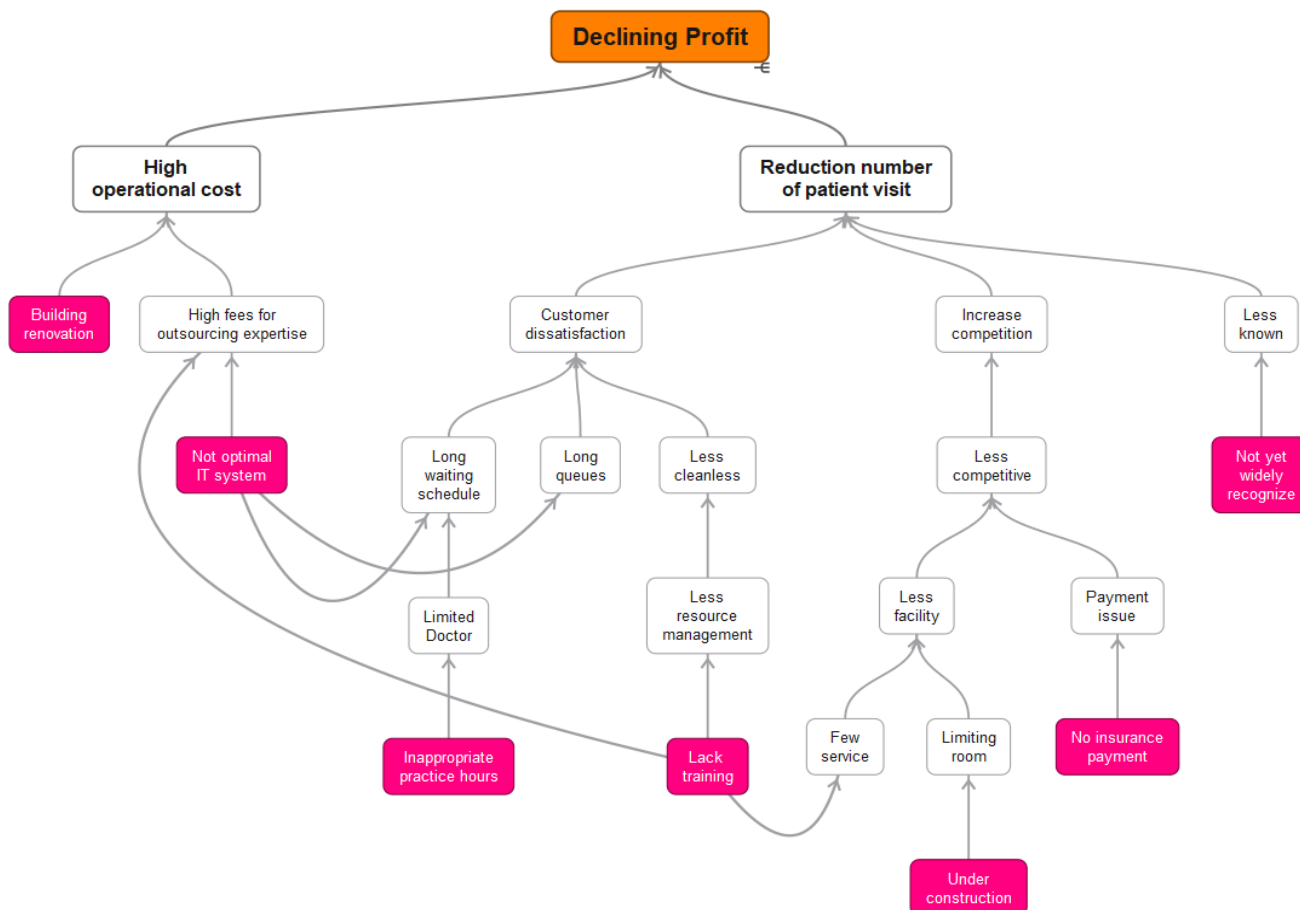 Declining Profit
High
operational cost
Reduction number
of patient visit
Building
renovation
High fees for
outsourcing expertise
Customer
dissatisfaction
Increase
competition
Less
known
Not optimal
IT system
Long
waiting
schedule
Long
queues
Less
cleanless
Less
competitive
Not yet
widely
recognize
Limited
Doctor
Less
resource
management
Less
facility
Payment
issue
Inappropriate
practice hours
Lack
training
Few
service
Limiting
room
No insurance
payment
Under
construction